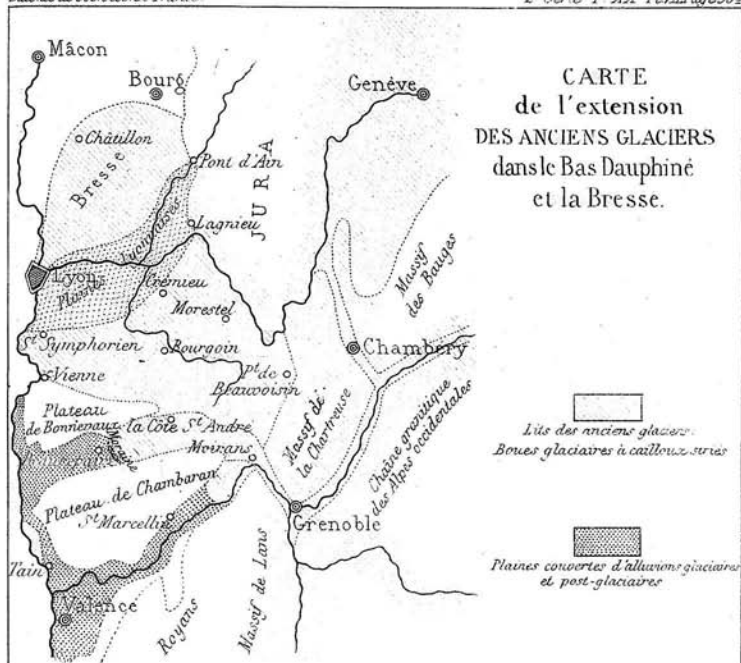 CARTE
de l'extension
DES ANCIENS GLACIERS
dans le Bas Dauphiné
et la Bresse.
Mâcon
Bourg
Genève
Châtillon
Bresse
Pont d'Ain
JURA
Lyonnaises
Lagnieu
Lyon
Plaines
Crémieu
Morestel
Massif
des Bauges
St Symphorien
Bourgoin
Chambéry
Vienne
Pt de
Beauvoisin
Plateau
de Bonnevaux
la Côte St André
Massif de
la Chartreuse
Chaîne granitique
des Alpes occidentales
Moirans
Plateau de Chambaran
St Marcellin
Grenoble
Tain
Valence
Royans
Massif de Lans
Lits des anciens glaciers.
Boues glaciaires à cailloux striés
Plaines couvertes d'alluvions glaciaires
et post-glaciaires